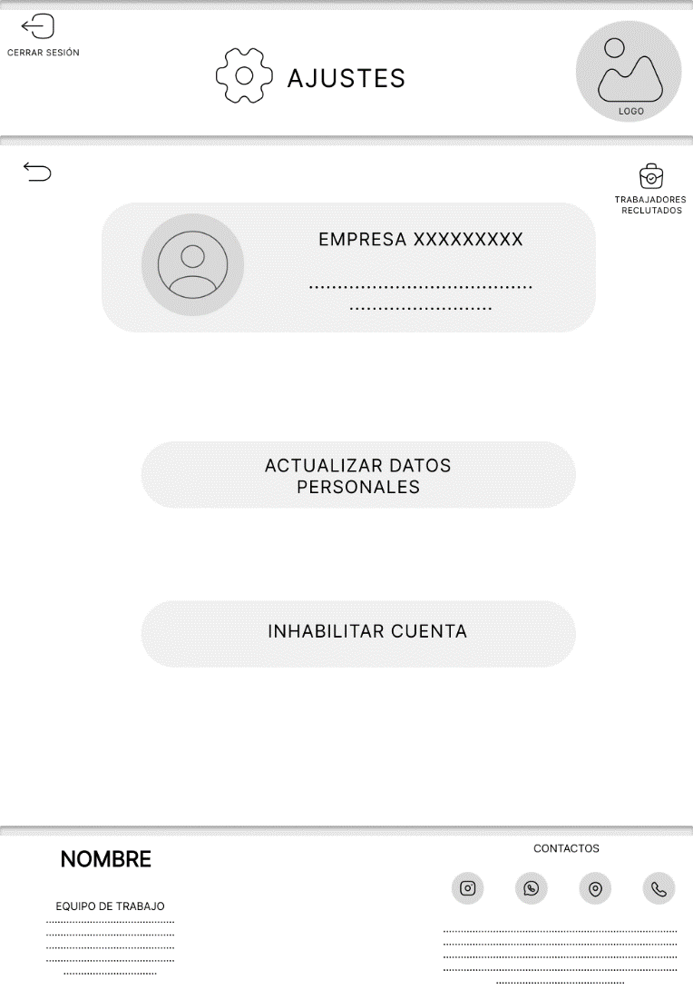 CERRAR SESIÓN
AJUSTES
LOGO
TRABAJADORES
RECLUTADOS
EMPRESA XXXXXXXXX
........................................
.........................
ACTUALIZAR DATOS
PERSONALES
INHABILITAR CUENTA
NOMBRE
EQUIPO DE TRABAJO
CONTACTOS